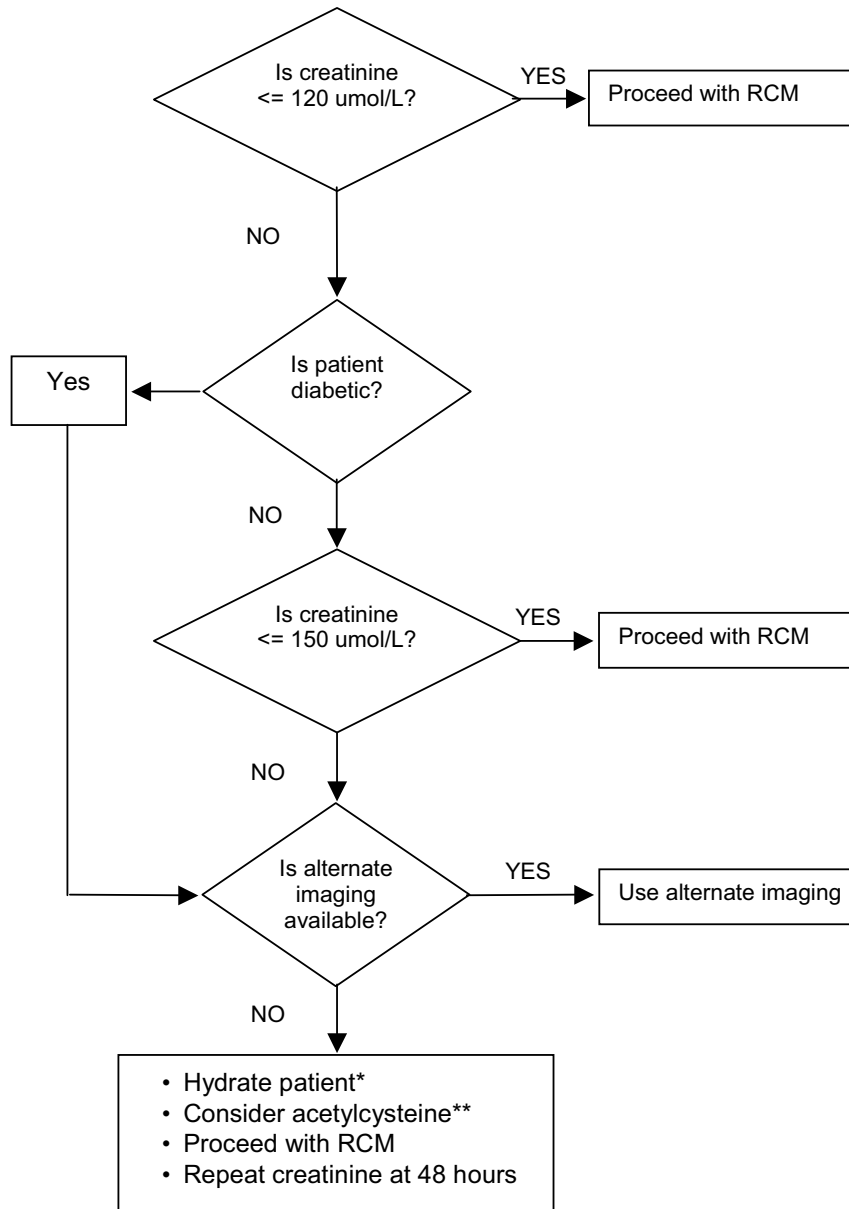 Is creatinine
<= 120 umol/L?
YES
Proceed with RCM
NO
Is patient
diabetic?
Yes
NO
Is creatinine
<= 150 umol/L?
YES
Proceed with RCM
NO
Is alternate
imaging
available?
YES
Use alternate imaging
NO
• Hydrate patient*
• Consider acetylcysteine**
• Proceed with RCM
• Repeat creatinine at 48 hours